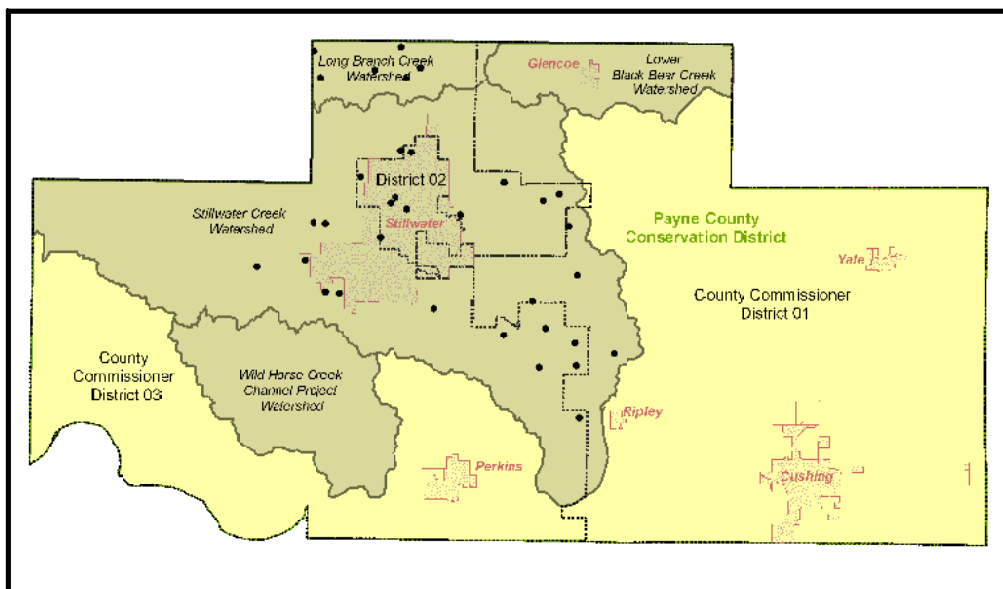 Long Branch Creek
Watershed
Glencoe
Lower
Black Bear Creek
Watershed
District 02
Stillwater Creek
Watershed
Stillwater
Payne County
Conservation District
Yale
County Commissioner
District 01
County
Commissioner
District 03
Wild Horse Creek
Channel Project
Watershed
Ripley
Perkins
Cushing